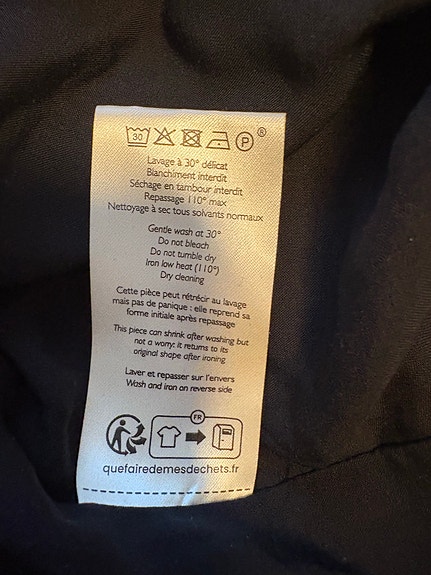 30 P ®
Lavage à 30° délicat
Blanchiment interdit
Séchage en tambour interdit
Repassage 110° max
Nettoyage à sec tous solvants normaux
Gentle wash at 30°
Do not bleach
Do not tumble dry
Iron low heat (110°)
Dry cleaning
Cette pièce peut rétrécir au lavage
mais pas de panique : elle reprend sa
forme initiale après repassage
This piece can shrink after washing but
not a worry: it returns to its
original shape after ironing
Laver et repasser sur l'envers
Wash and iron on reverse side
FR
quefairedemesdechets.fr